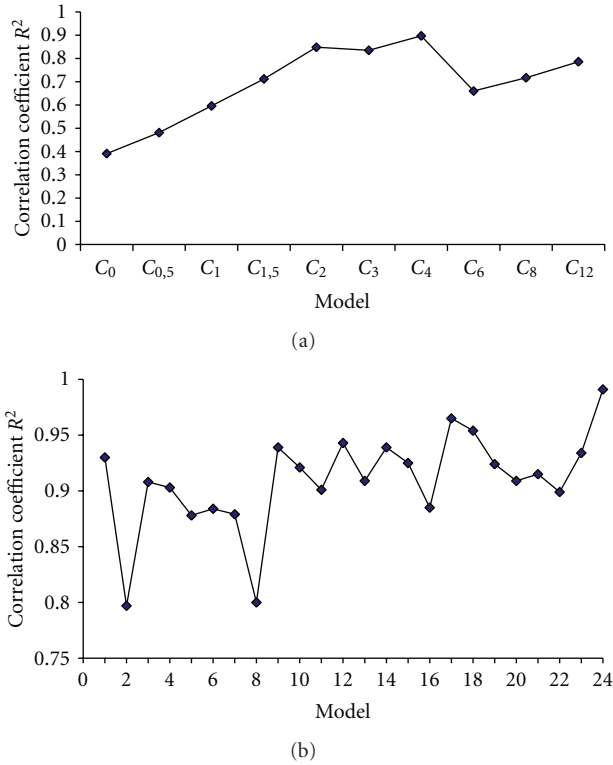 Correlation coefficient R²
1
0.9
0.8
0.7
0.6
0.5
0.4
0.3
0.2
0.1
0
C₀ C₀,₅ C₁ C₁,₅ C₂ C₃ C₄ C₆ C₈ C₁₂
Model
(a)
Correlation coefficient R²
1
0.95
0.9
0.85
0.8
0.75
0 2 4 6 8 10 12 14 16 18 20 22 24
Model
(b)